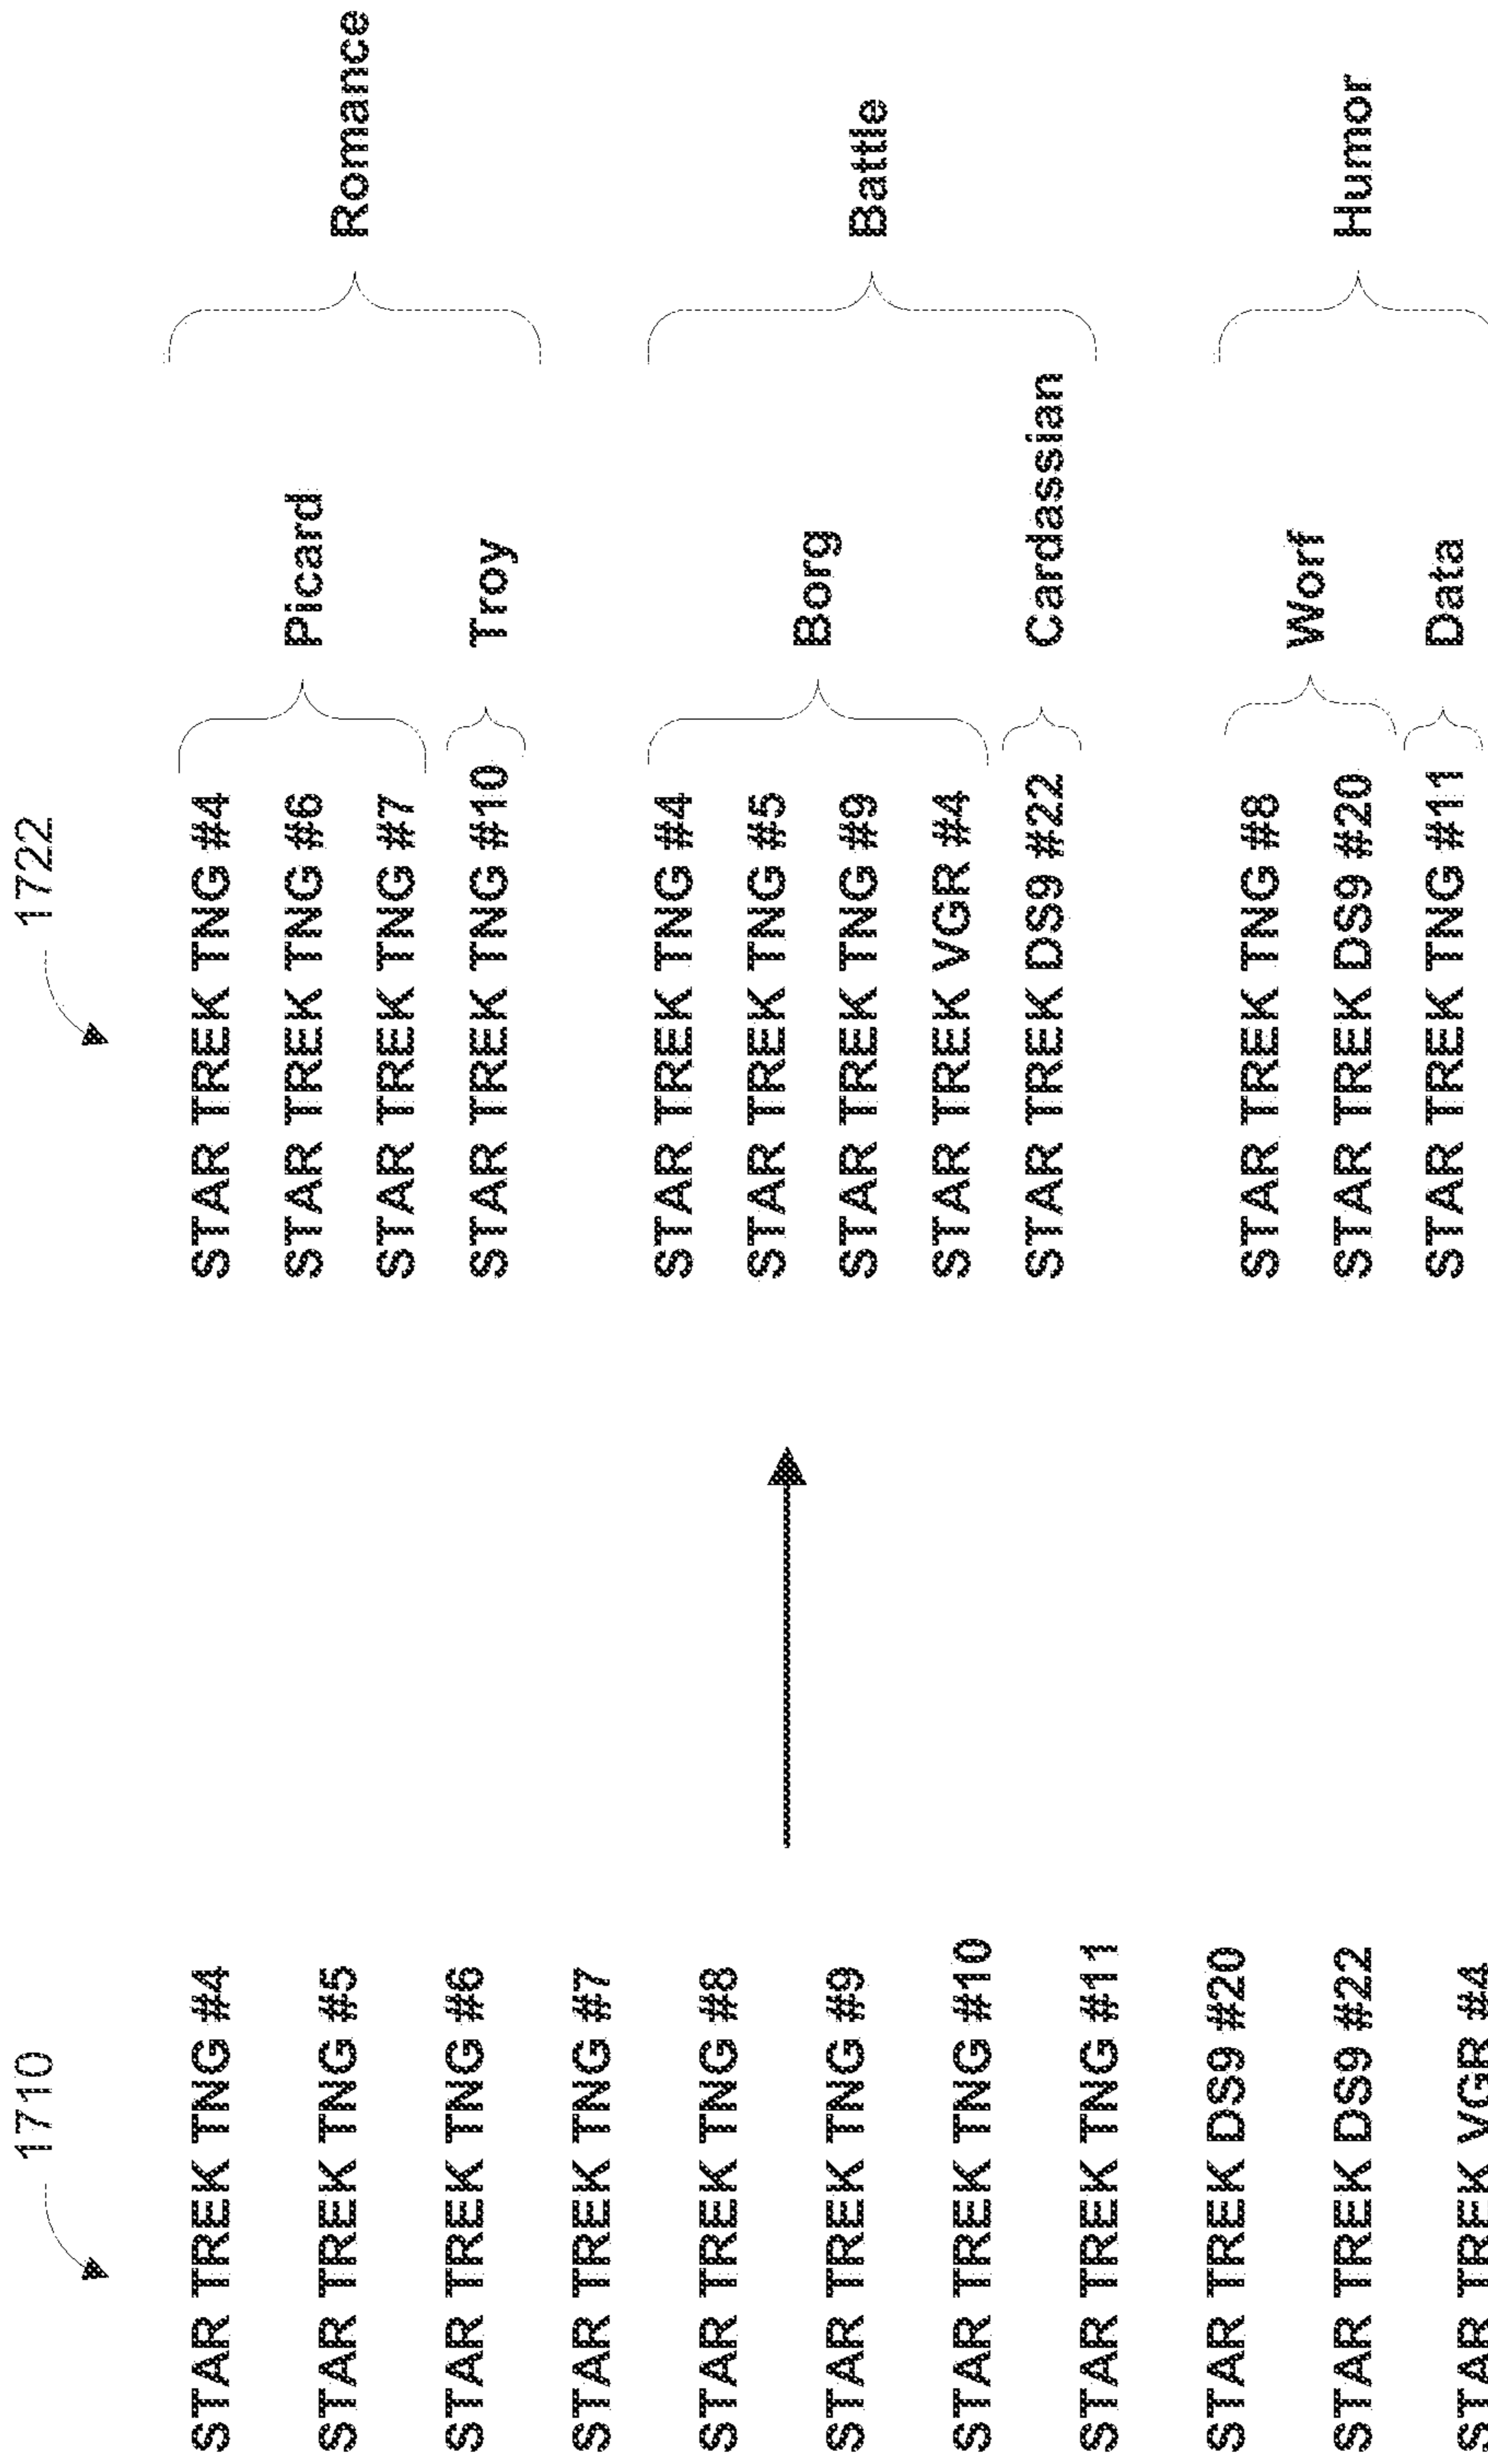 1710
STAR TREK TNG #4
STAR TREK TNG #5
STAR TREK TNG #6
STAR TREK TNG #7
STAR TREK TNG #8
STAR TREK TNG #9
STAR TREK TNG #10
STAR TREK TNG #11
STAR TREK DS9 #20
STAR TREK DS9 #22
STAR TREK VGR #4
1722
STAR TREK TNG #4
STAR TREK TNG #6
STAR TREK TNG #7
Picard
STAR TREK TNG #10
Troy
Romance
STAR TREK TNG #4
STAR TREK TNG #5
STAR TREK TNG #9
STAR TREK VGR #4
Borg
STAR TREK DS9 #22
Cardassian
Battle
STAR TREK TNG #8
STAR TREK DS9 #20
Worf
STAR TREK TNG #11
Data
Humor